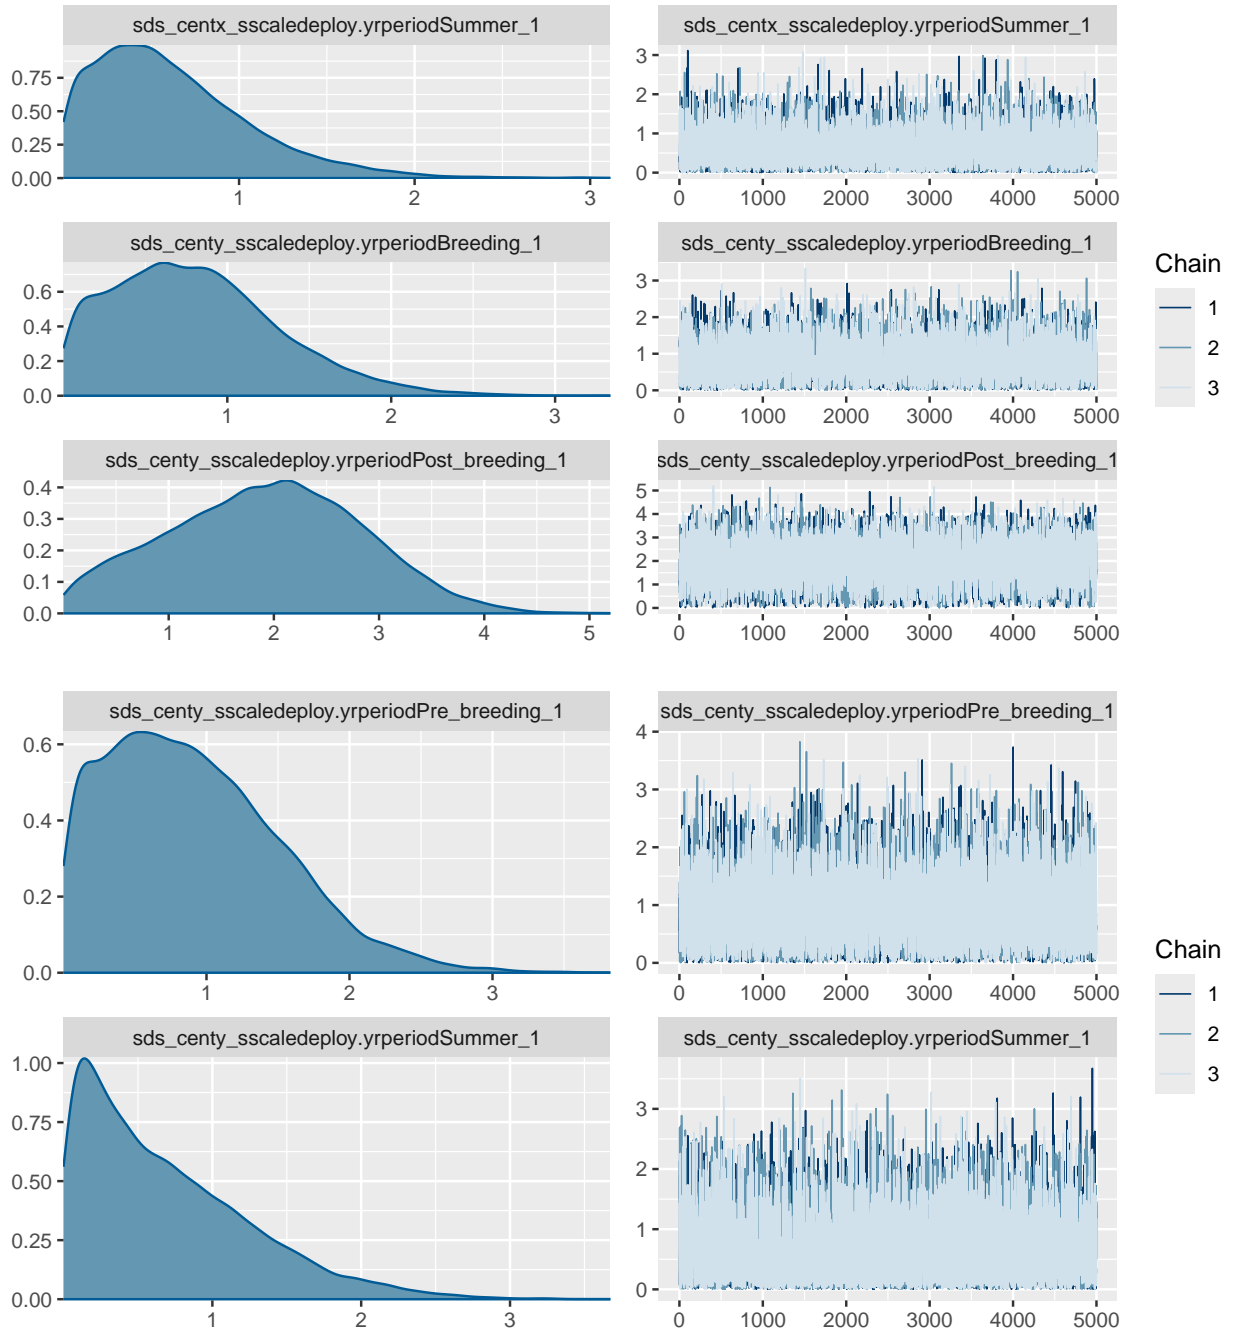 sds_centx_sscaledeploy.yrperiodSummer_1
0.75
0.50
0.25
0.00
1 2 3
sds_centx_sscaledeploy.yrperiodSummer_1
3
2
1
0
0 1000 2000 3000 4000 5000
sds_centy_sscaledeploy.yrperiodBreeding_1
0.6
0.4
0.2
0.0
1 2 3
sds_centy_sscaledeploy.yrperiodBreeding_1
3
2
1
0
0 1000 2000 3000 4000 5000
sds_centy_sscaledeploy.yrperiodPost_breeding_1
0.4
0.3
0.2
0.1
0.0
1 2 3 4 5
sds_centy_sscaledeploy.yrperiodPost_breeding_1
5
4
3
2
1
0
0 1000 2000 3000 4000 5000
Chain
1
2
3
sds_centy_sscaledeploy.yrperiodPre_breeding_1
0.6
0.4
0.2
0.0
1 2 3
sds_centy_sscaledeploy.yrperiodPre_breeding_1
4
3
2
1
0
0 1000 2000 3000 4000 5000
sds_centy_sscaledeploy.yrperiodSummer_1
1.00
0.75
0.50
0.25
0.00
1 2 3
sds_centy_sscaledeploy.yrperiodSummer_1
3
2
1
0
0 1000 2000 3000 4000 5000
Chain
1
2
3